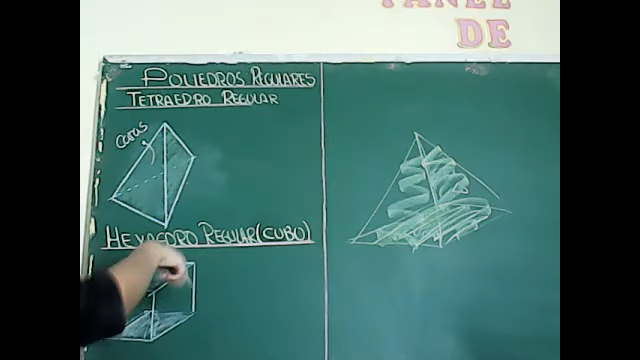 PANEL
DE
POLIEDROS REGULARES
TETRAEDRO REGULAR
caras
HEXAEDRO REGULAR (CUBO)